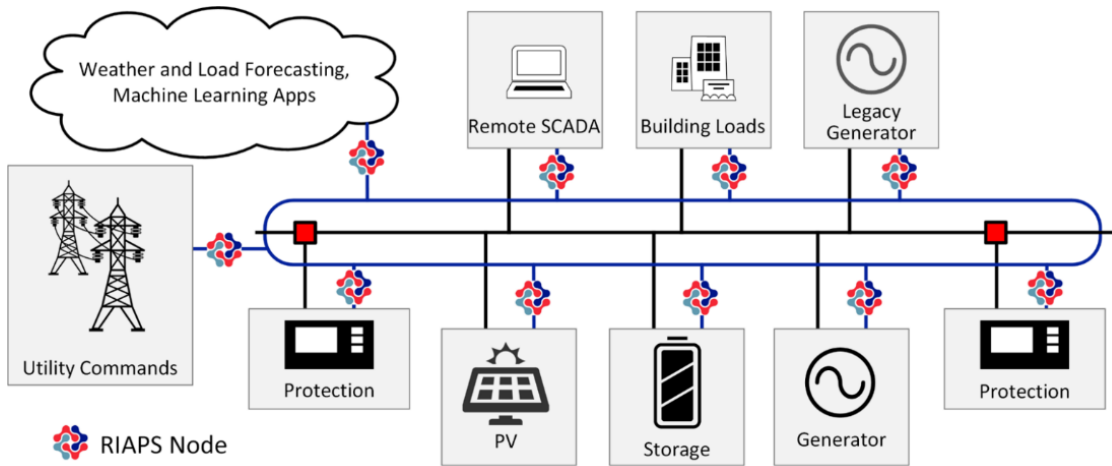 Weather and Load Forecasting,
Machine Learning Apps
Remote SCADA
Building Loads
Legacy
Generator
Utility Commands
Protection
PV
Storage
Generator
Protection
RIAPS Node